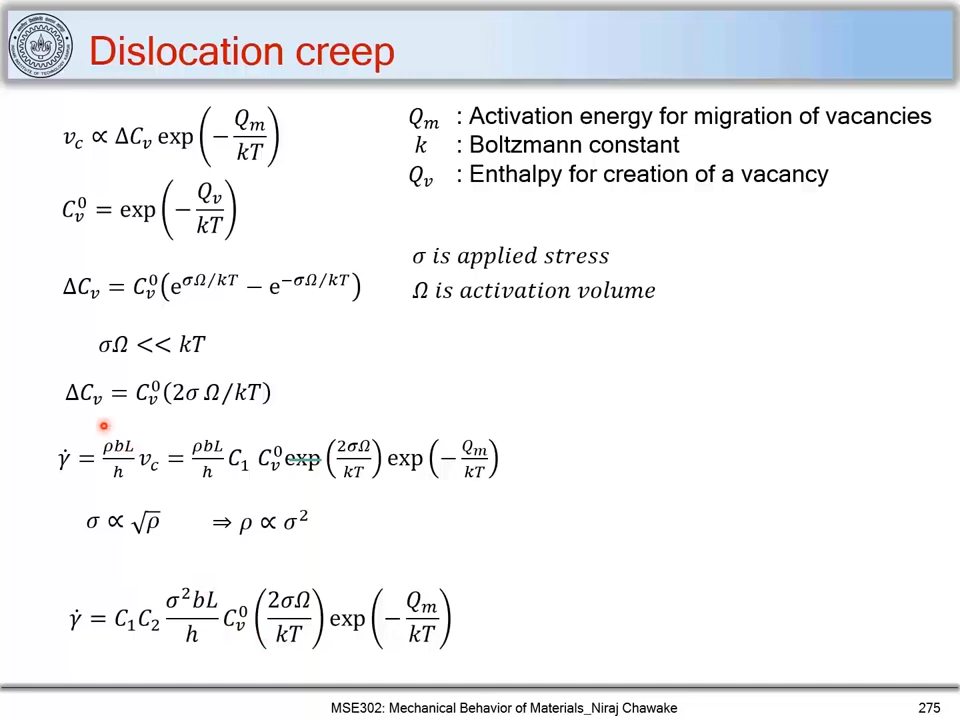 Dislocation creep
v_c ∝ ΔC_v exp(−Q_m/kT)
Q_m : Activation energy for migration of vacancies
k : Boltzmann constant
Q_v : Enthalpy for creation of a vacancy
C_v^0 = exp(−Q_v/kT)
σ is applied stress
ΔC_v = C_v^0(e^{σΩ/kT} − e^{−σΩ/kT})
Ω is activation volume
σΩ << kT
ΔC_v = C_v^0(2σ Ω/kT)
γ̇ = ρbL/h v_c = ρbL/h C_1 C_v^0 exp(2σΩ/kT) exp(−Q_m/kT)
σ ∝ √ρ ⇒ ρ ∝ σ^2
γ̇ = C_1C_2 σ^2bL/h C_v^0 (2σΩ/kT) exp(−Q_m/kT)
MSE302: Mechanical Behavior of Materials_Niraj Chawake
275